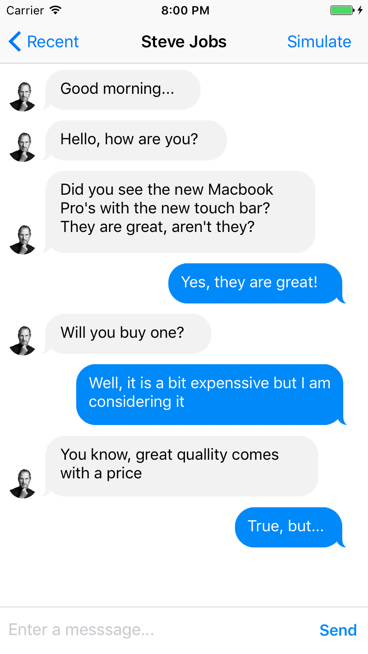 Carrier 8:00 PM
Recent Steve Jobs Simulate
Good morning...
Hello, how are you?
Did you see the new Macbook
Pro's with the new touch bar?
They are great, aren't they?
Yes, they are great!
Will you buy one?
Well, it is a bit expenssive but I am
considering it
You know, great quallity comes
with a price
True, but...
Enter a messsage... Send